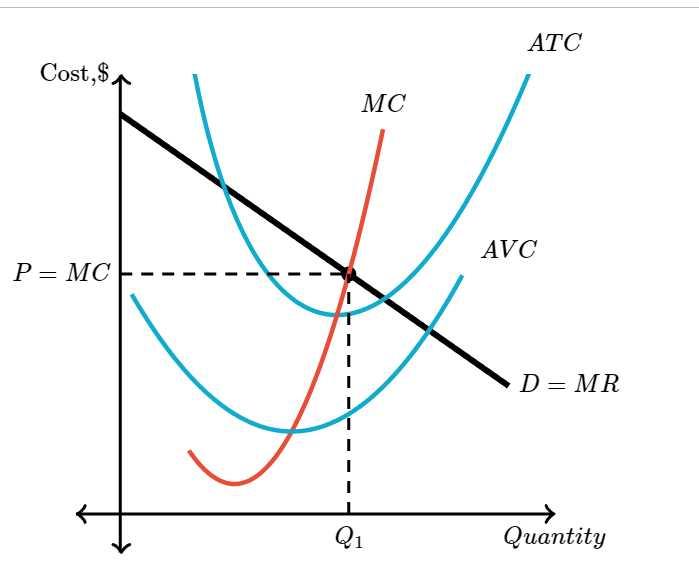 ATC
Cost,$
MC
AVC
P = MC
D = MR
Q1
Quantity